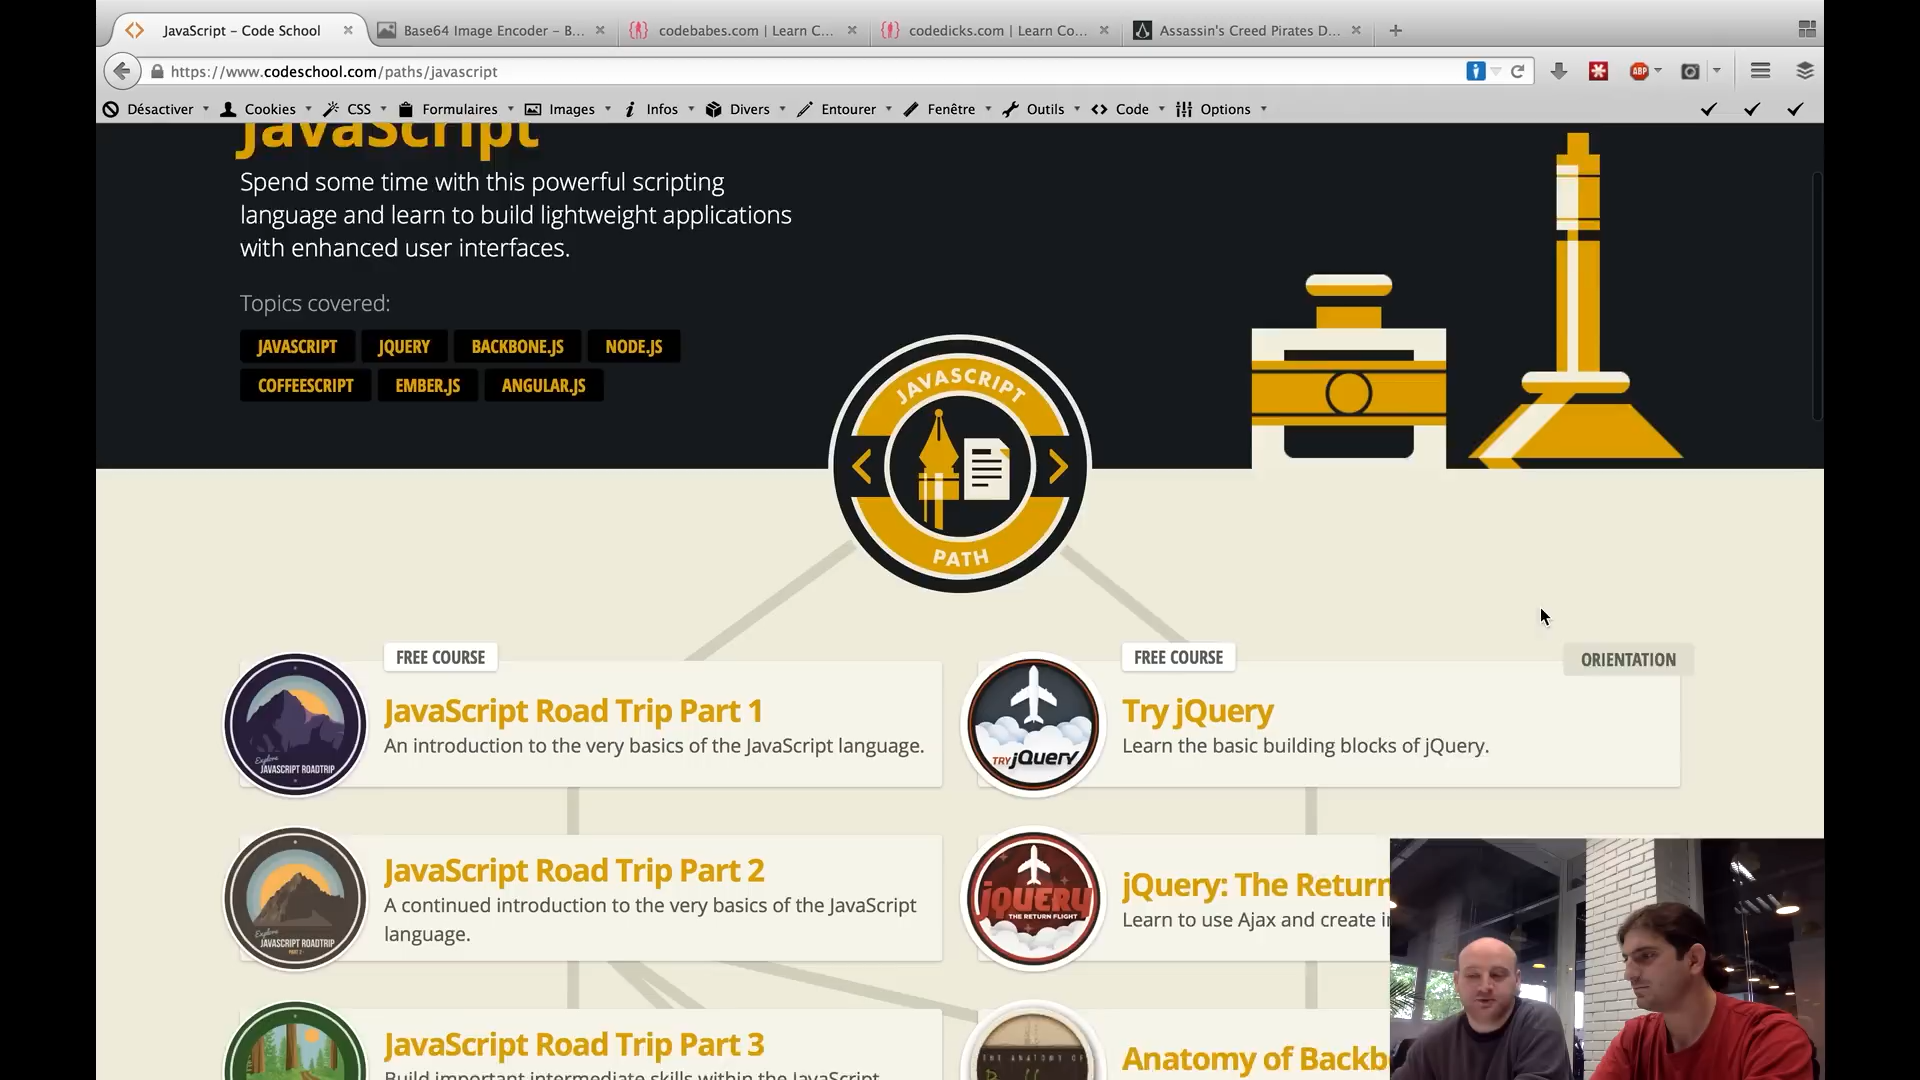 JavaScript – Code School
Base64 Image Encoder – B...
codebabes.com | Learn C...
codedicks.com | Learn Co...
Assassin's Creed Pirates D...
https://www.codeschool.com/paths/javascript
ABP
Désactiver
Cookies
CSS
Formulaires
Images
Infos
Divers
Entourer
Fenêtre
Outils
Code
Options
JavaScript
Spend some time with this powerful scripting
language and learn to build lightweight applications
with enhanced user interfaces.
Topics covered:
JAVASCRIPT
JQUERY
BACKBONE.JS
NODE.JS
COFFEESCRIPT
EMBER.JS
ANGULAR.JS
JAVASCRIPT
PATH
FREE COURSE
JavaScript Road Trip Part 1
An introduction to the very basics of the JavaScript language.
Explore
JAVASCRIPT ROADTRIP
FREE COURSE
ORIENTATION
Try jQuery
Learn the basic building blocks of jQuery.
TRY jQuery
JavaScript Road Trip Part 2
A continued introduction to the very basics of the JavaScript
language.
Explore
JAVASCRIPT ROADTRIP
PART 2
jQuery: The Return
Learn to use Ajax and create i
jQUERY
THE RETURN FLIGHT
JavaScript Road Trip Part 3
Build important intermediate skills within the JavaScript
Anatomy of Backb
THE ANATOMY OF